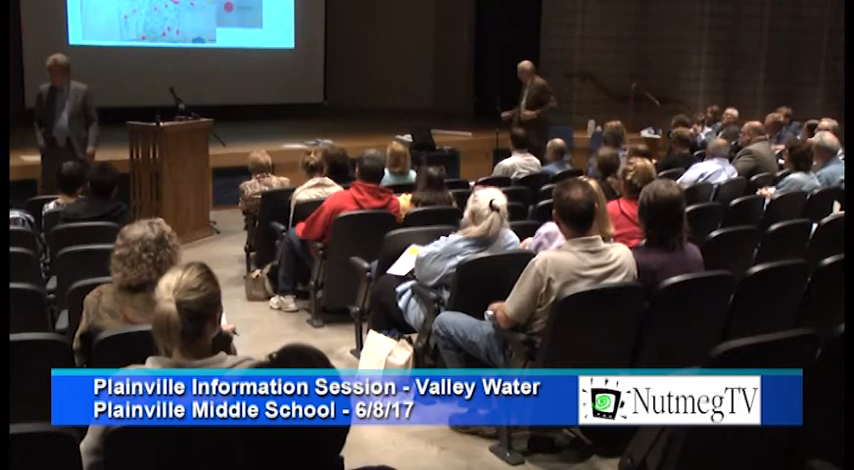 Plainville Information Session - Valley Water
Plainville Middle School - 6/8/17
NutmegTV